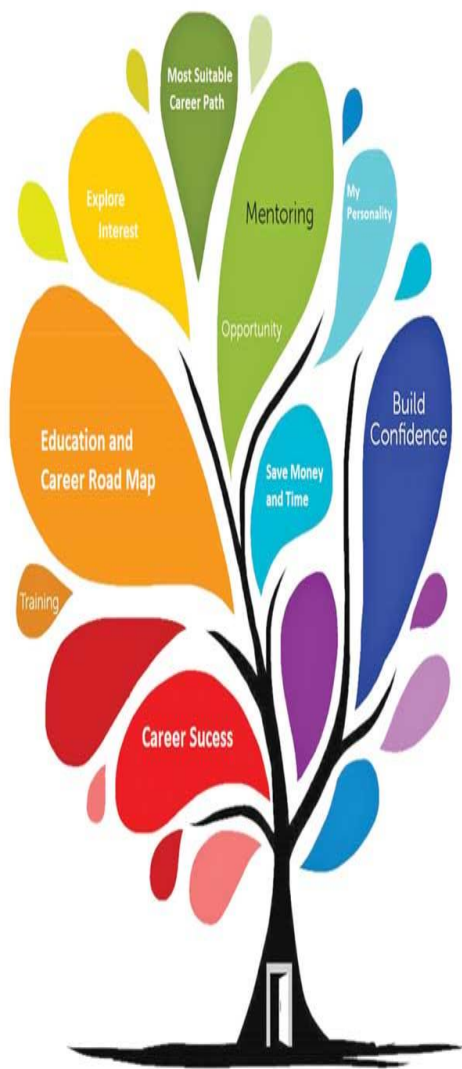 Most Suitable
Career Path
Explore
Interest
Mentoring
My
Personality
Opportunity
Build
Confidence
Education and
Career Road Map
Save Money
and Time
Training
Career Sucess